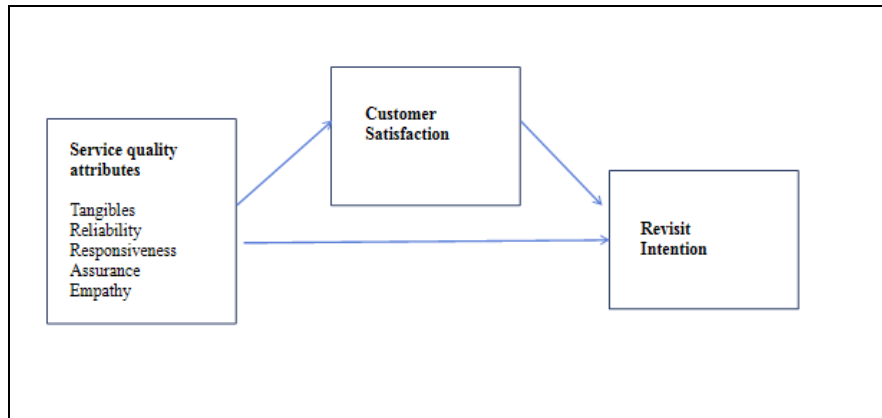 Customer
Satisfaction
Service quality
attributes
Tangibles
Reliability
Responsiveness
Assurance
Empathy
Revisit
Intention